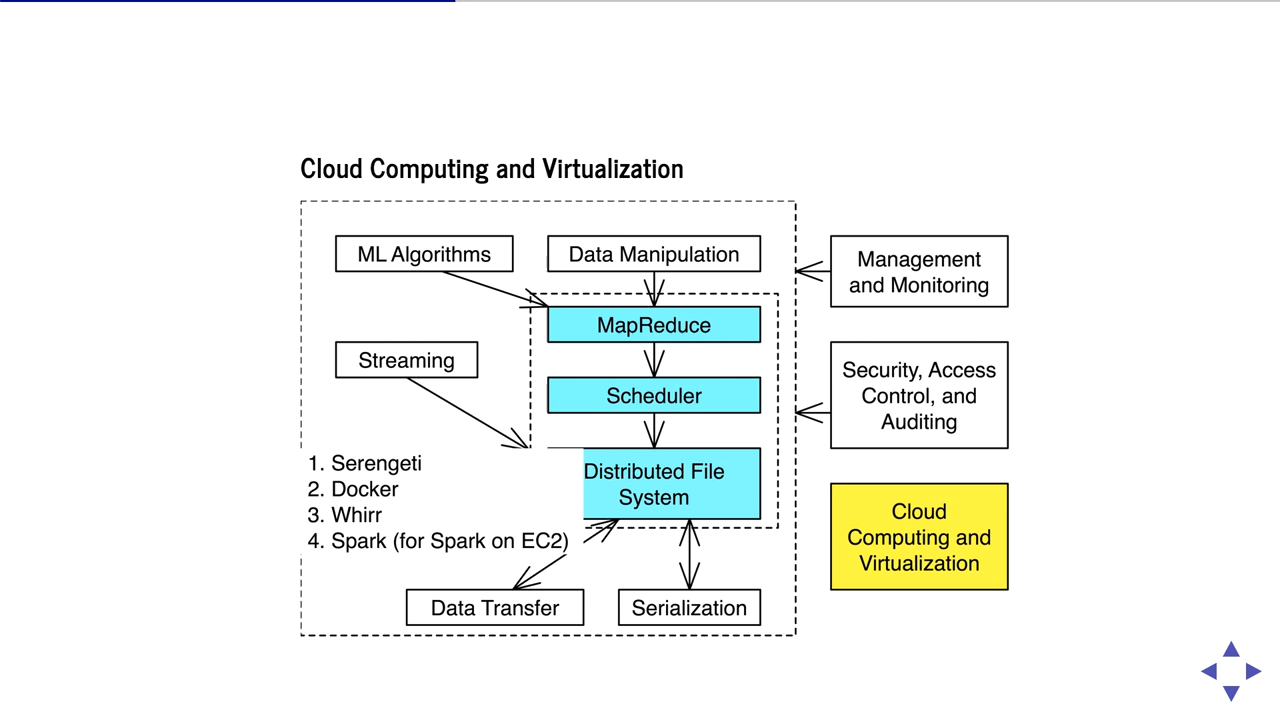 Cloud Computing and Virtualization
ML Algorithms
Data Manipulation
Management
and Monitoring
MapReduce
Streaming
Scheduler
Security, Access
Control, and
Auditing
1. Serengeti
2. Docker
3. Whirr
4. Spark (for Spark on EC2)
Distributed File
System
Cloud
Computing and
Virtualization
Data Transfer
Serialization